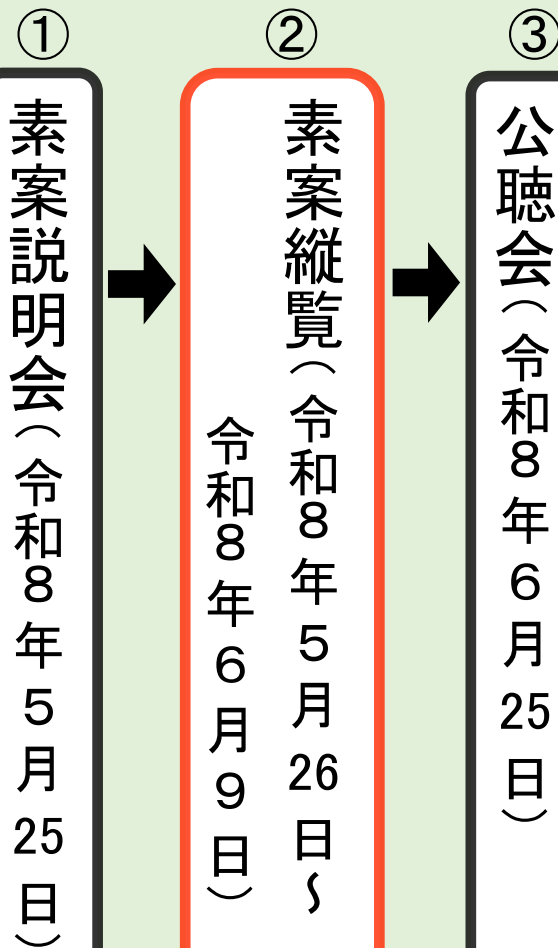 ①
素案説明会（令和８年５月25日）
②
素案縦覧（令和８年５月26日～
令和８年６月９日）
③
公聴会（令和８年６月25日）